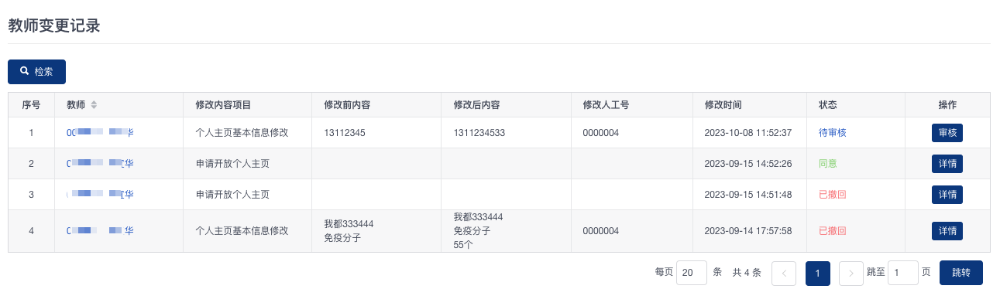 教师变更记录
检索
序号 教师 修改内容项目 修改前内容 修改后内容 修改人工号 修改时间 状态 操作
1 华 个人主页基本信息修改 13112345 1311234533 0000004 2023-10-08 11:52:37 待审核 审核
2 华 申请开放个人主页 2023-09-15 14:52:26 同意 详情
3 华 申请开放个人主页 2023-09-15 14:51:48 已撤回 详情
4 华 个人主页基本信息修改 我都333444 我都333444 0000004 2023-09-14 17:57:58 已撤回 详情
免疫分子 免疫分子
55个
每页 20 条 共 4 条 < 1 > 跳至 1 页 跳转